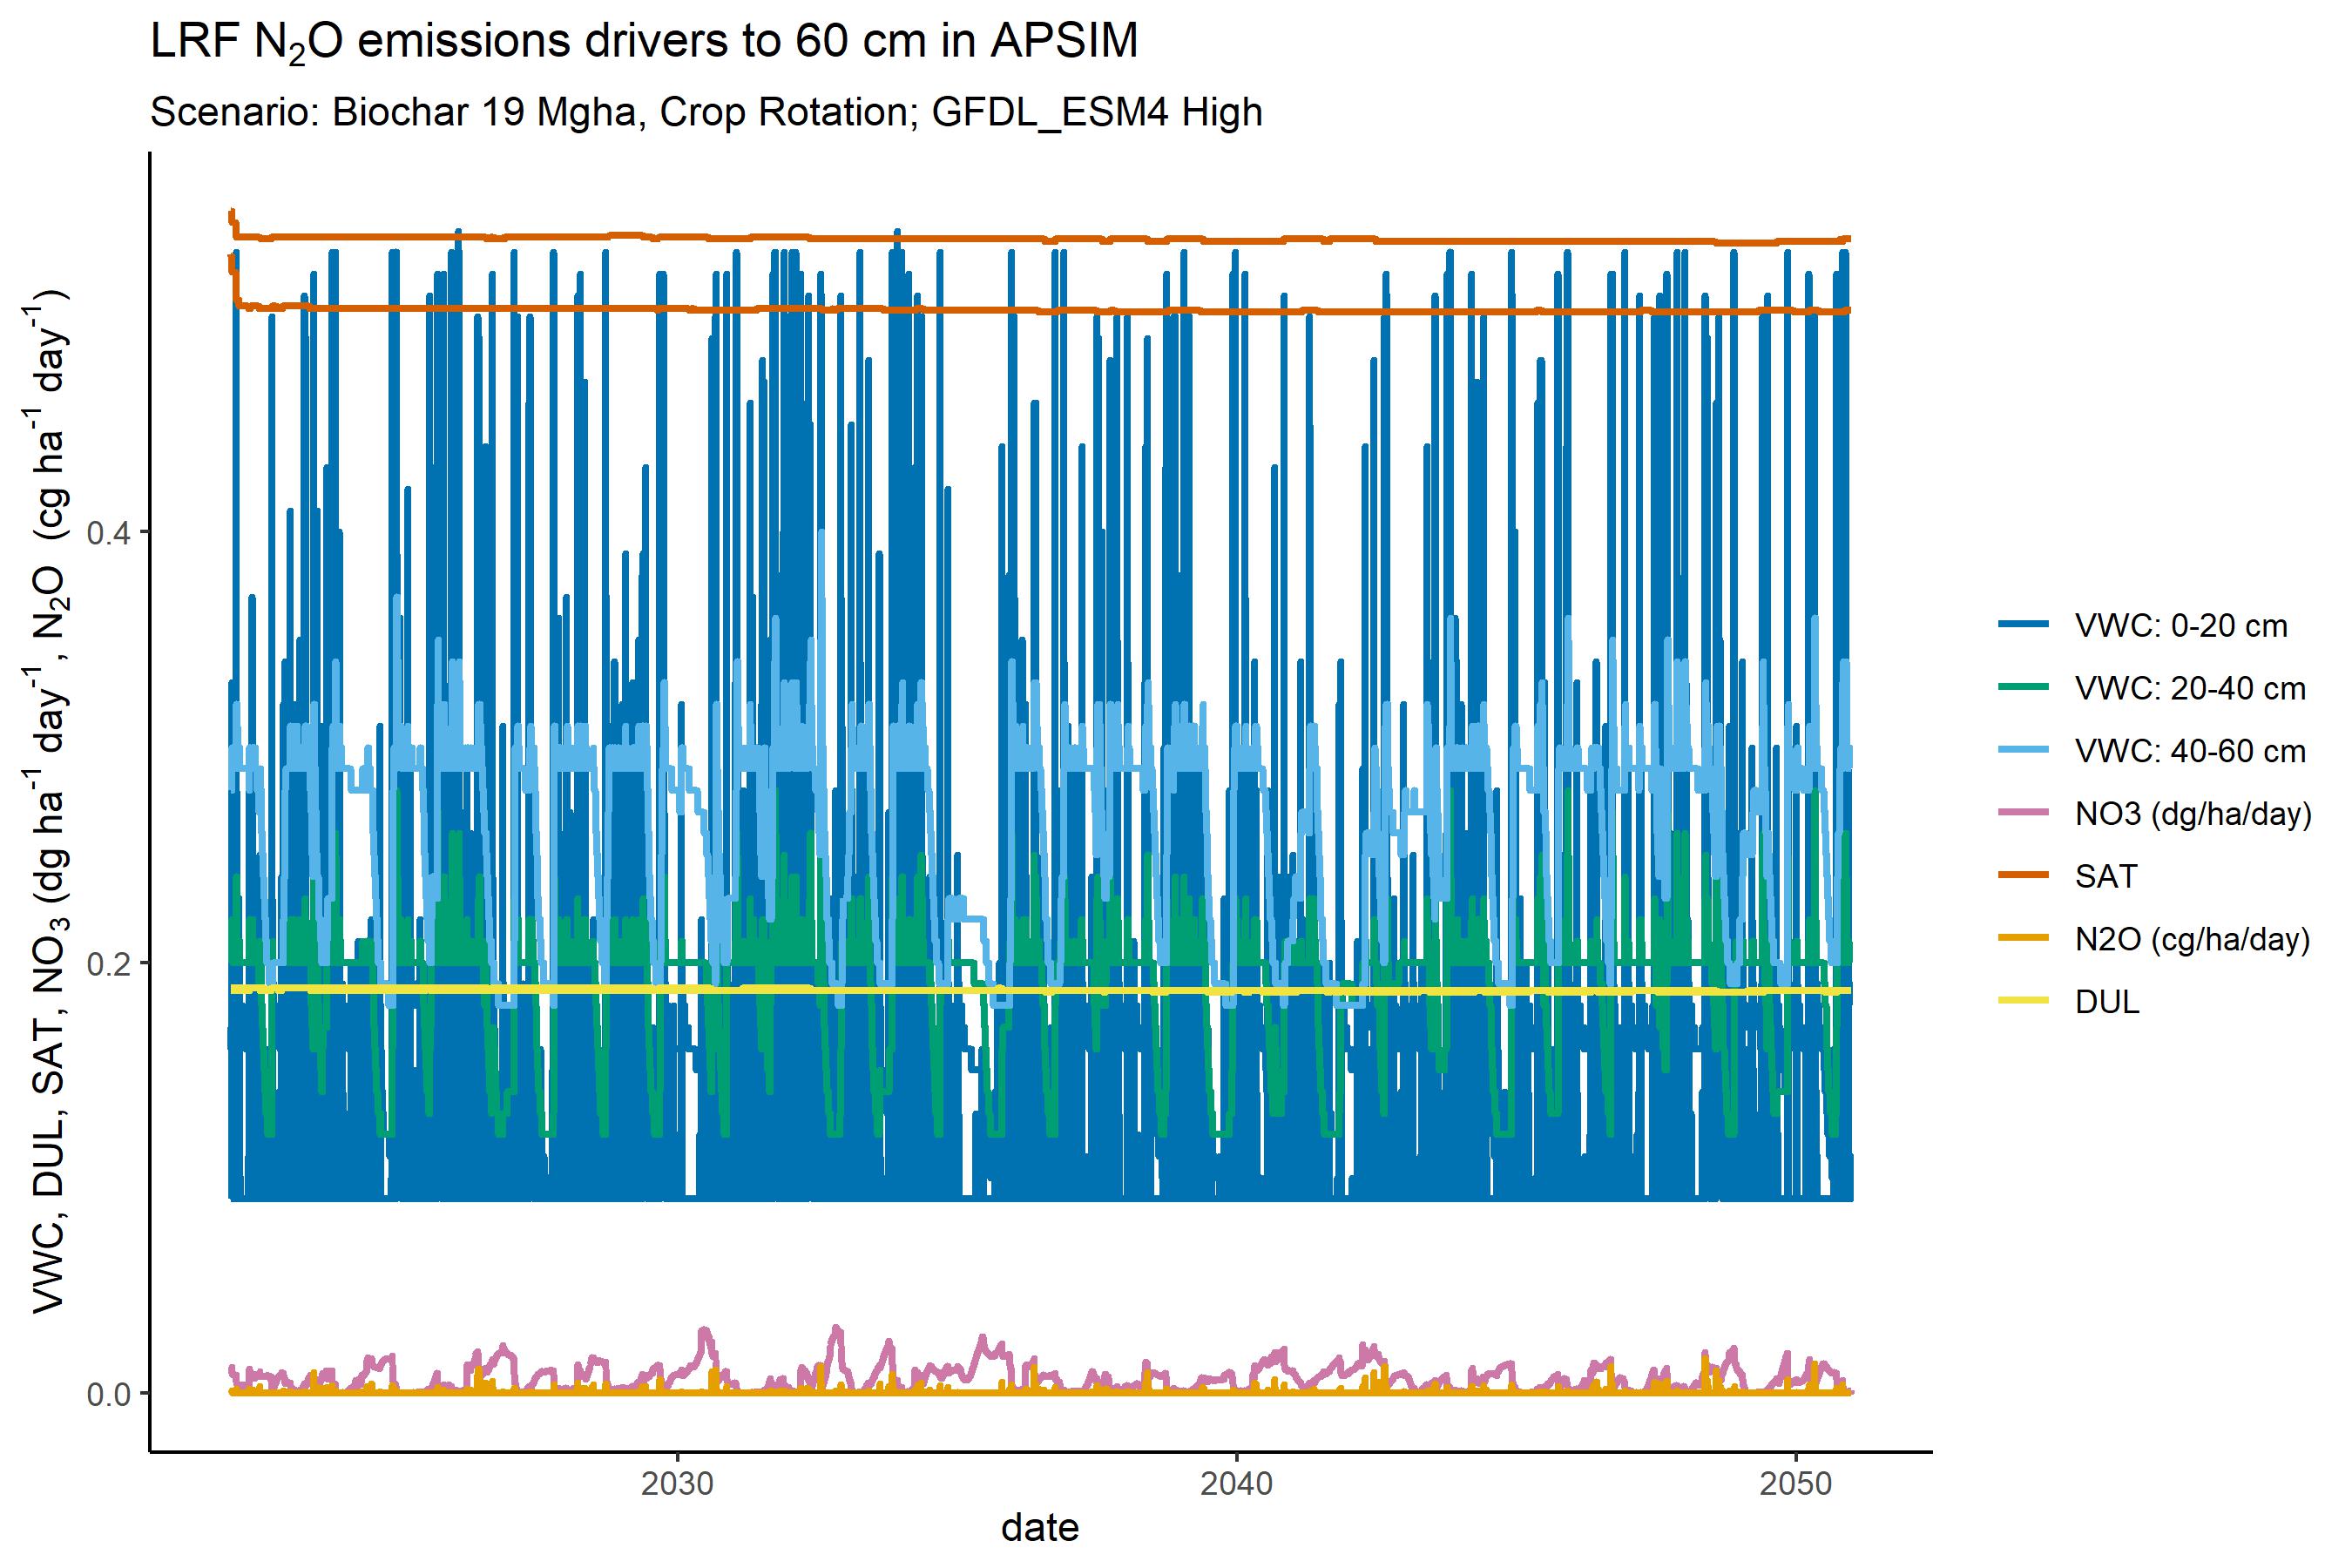 LRF N₂O emissions drivers to 60 cm in APSIM
Scenario: Biochar 19 Mgha, Crop Rotation; GFDL_ESM4 High
VWC, DUL, SAT, NO₃ (dg ha⁻¹ day⁻¹, N₂O (cg ha⁻¹ day⁻¹)
0.4
0.2
0.0
2030
2040
2050
date
VWC: 0-20 cm
VWC: 20-40 cm
VWC: 40-60 cm
NO3 (dg/ha/day)
SAT
N2O (cg/ha/day)
DUL